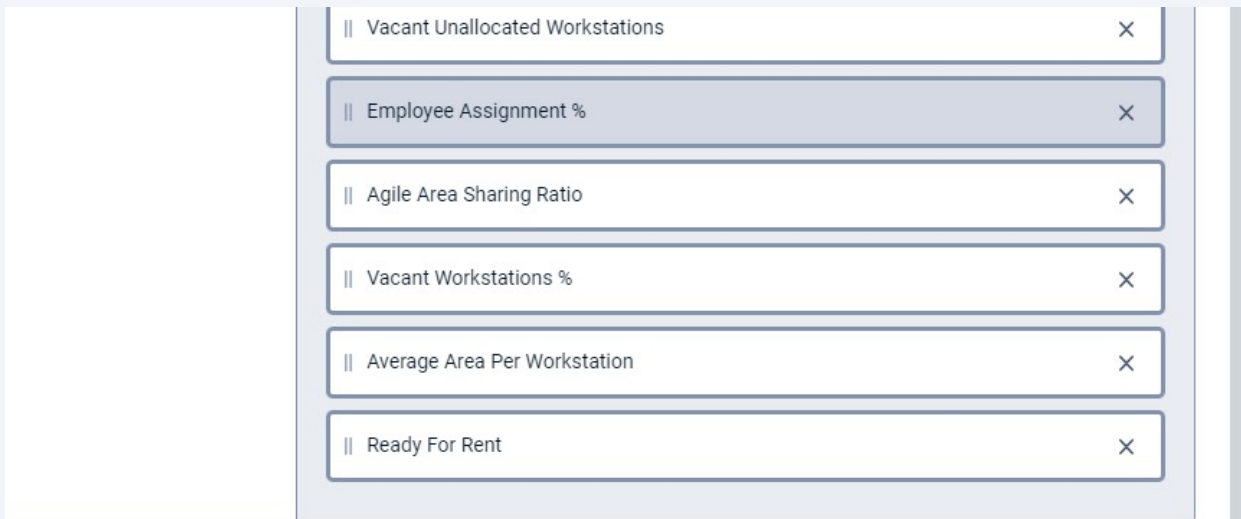 Vacant Unallocated Workstations
Employee Assignment %
Agile Area Sharing Ratio
Vacant Workstations %
Average Area Per Workstation
Ready For Rent